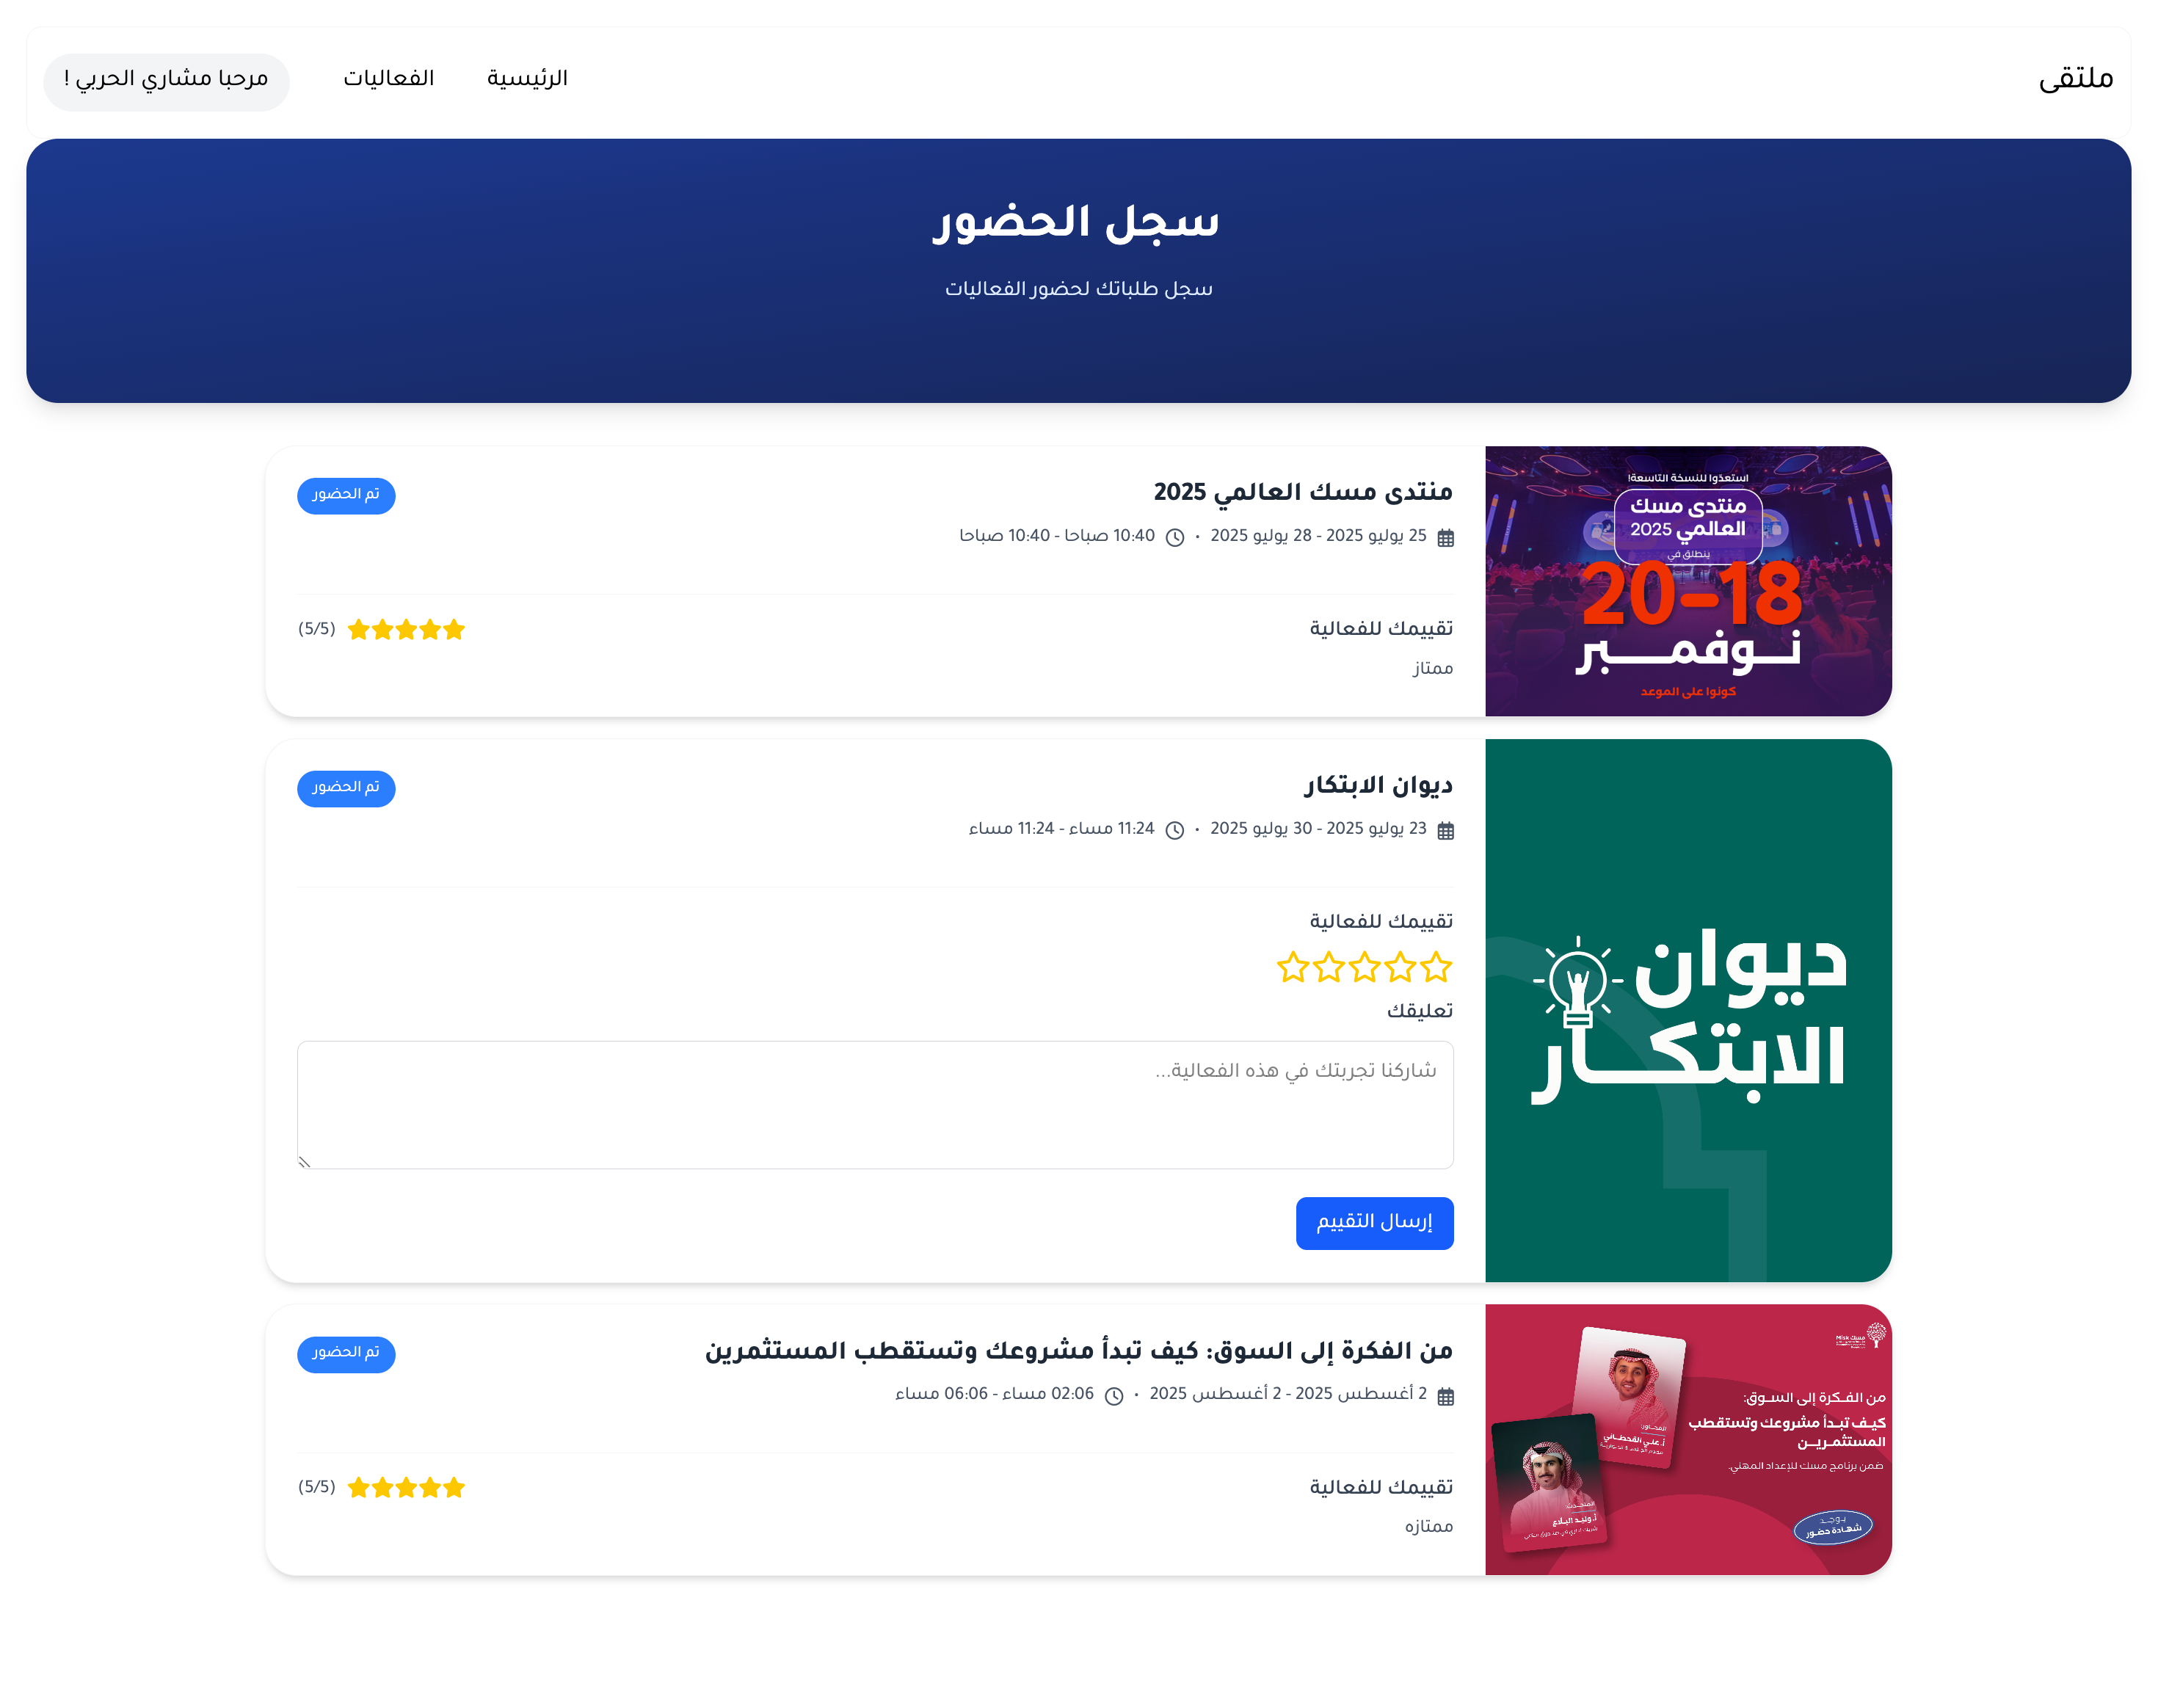 ملتقى
الرئيسية
الفعاليات
مرحبا مشاري الحربي !
سجل الحضور
سجل طلباتك لحضور الفعاليات
استعدّوا للنسخة التاسعة!
منتدى مسك
العالمي 2025
ينطلق في
20-18
نوفمبر
كونوا على الموعد
منتدى مسك العالمي 2025
تم الحضور
25 يوليو 2025 - 28 يوليو 2025 • 10:40 صباحا - 10:40 صباحا
تقييمك للفعالية
(5/5)
ممتاز
ديوان
الابتكار
ديوان الابتكار
تم الحضور
23 يوليو 2025 - 30 يوليو 2025 • 11:24 مساء - 11:24 مساء
تقييمك للفعالية
تعليقك
شاركنا تجربتك في هذه الفعالية...
إرسال التقييم
مسك Misk
من الفكرة إلى السوق:
كيف تبدأ مشروعك وتستقطب
المستثمرين
ضمن برنامج مسك للإعداد المهني.
المحاور:
أ.علي القحطاني
المتحدث:
أ.وليد البلاع
يوجد
شهادة حضور
من الفكرة إلى السوق: كيف تبدأ مشروعك وتستقطب المستثمرين
تم الحضور
2 أغسطس 2025 - 2 أغسطس 2025 • 02:06 مساء - 06:06 مساء
تقييمك للفعالية
(5/5)
ممتازه